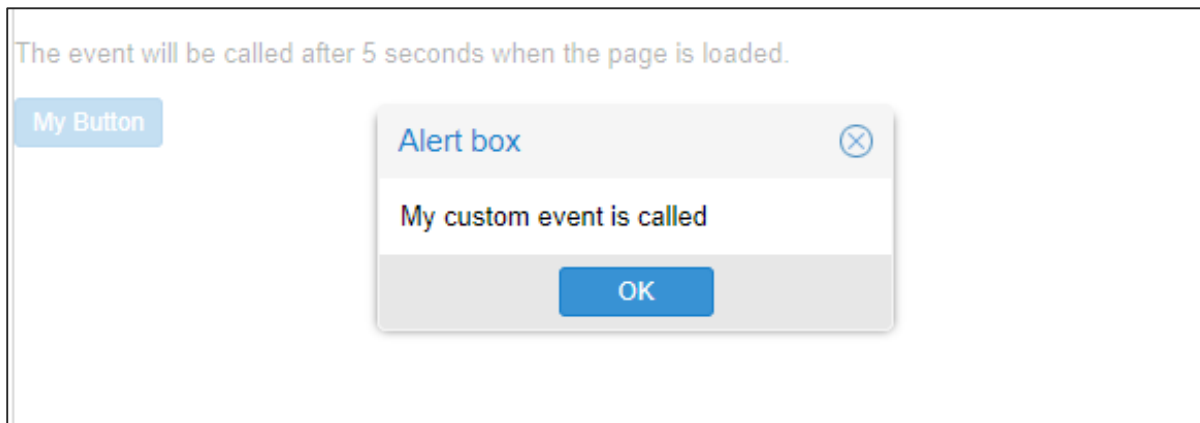 The event will be called after 5 seconds when the page is loaded.
My Button
Alert box
My custom event is called
OK